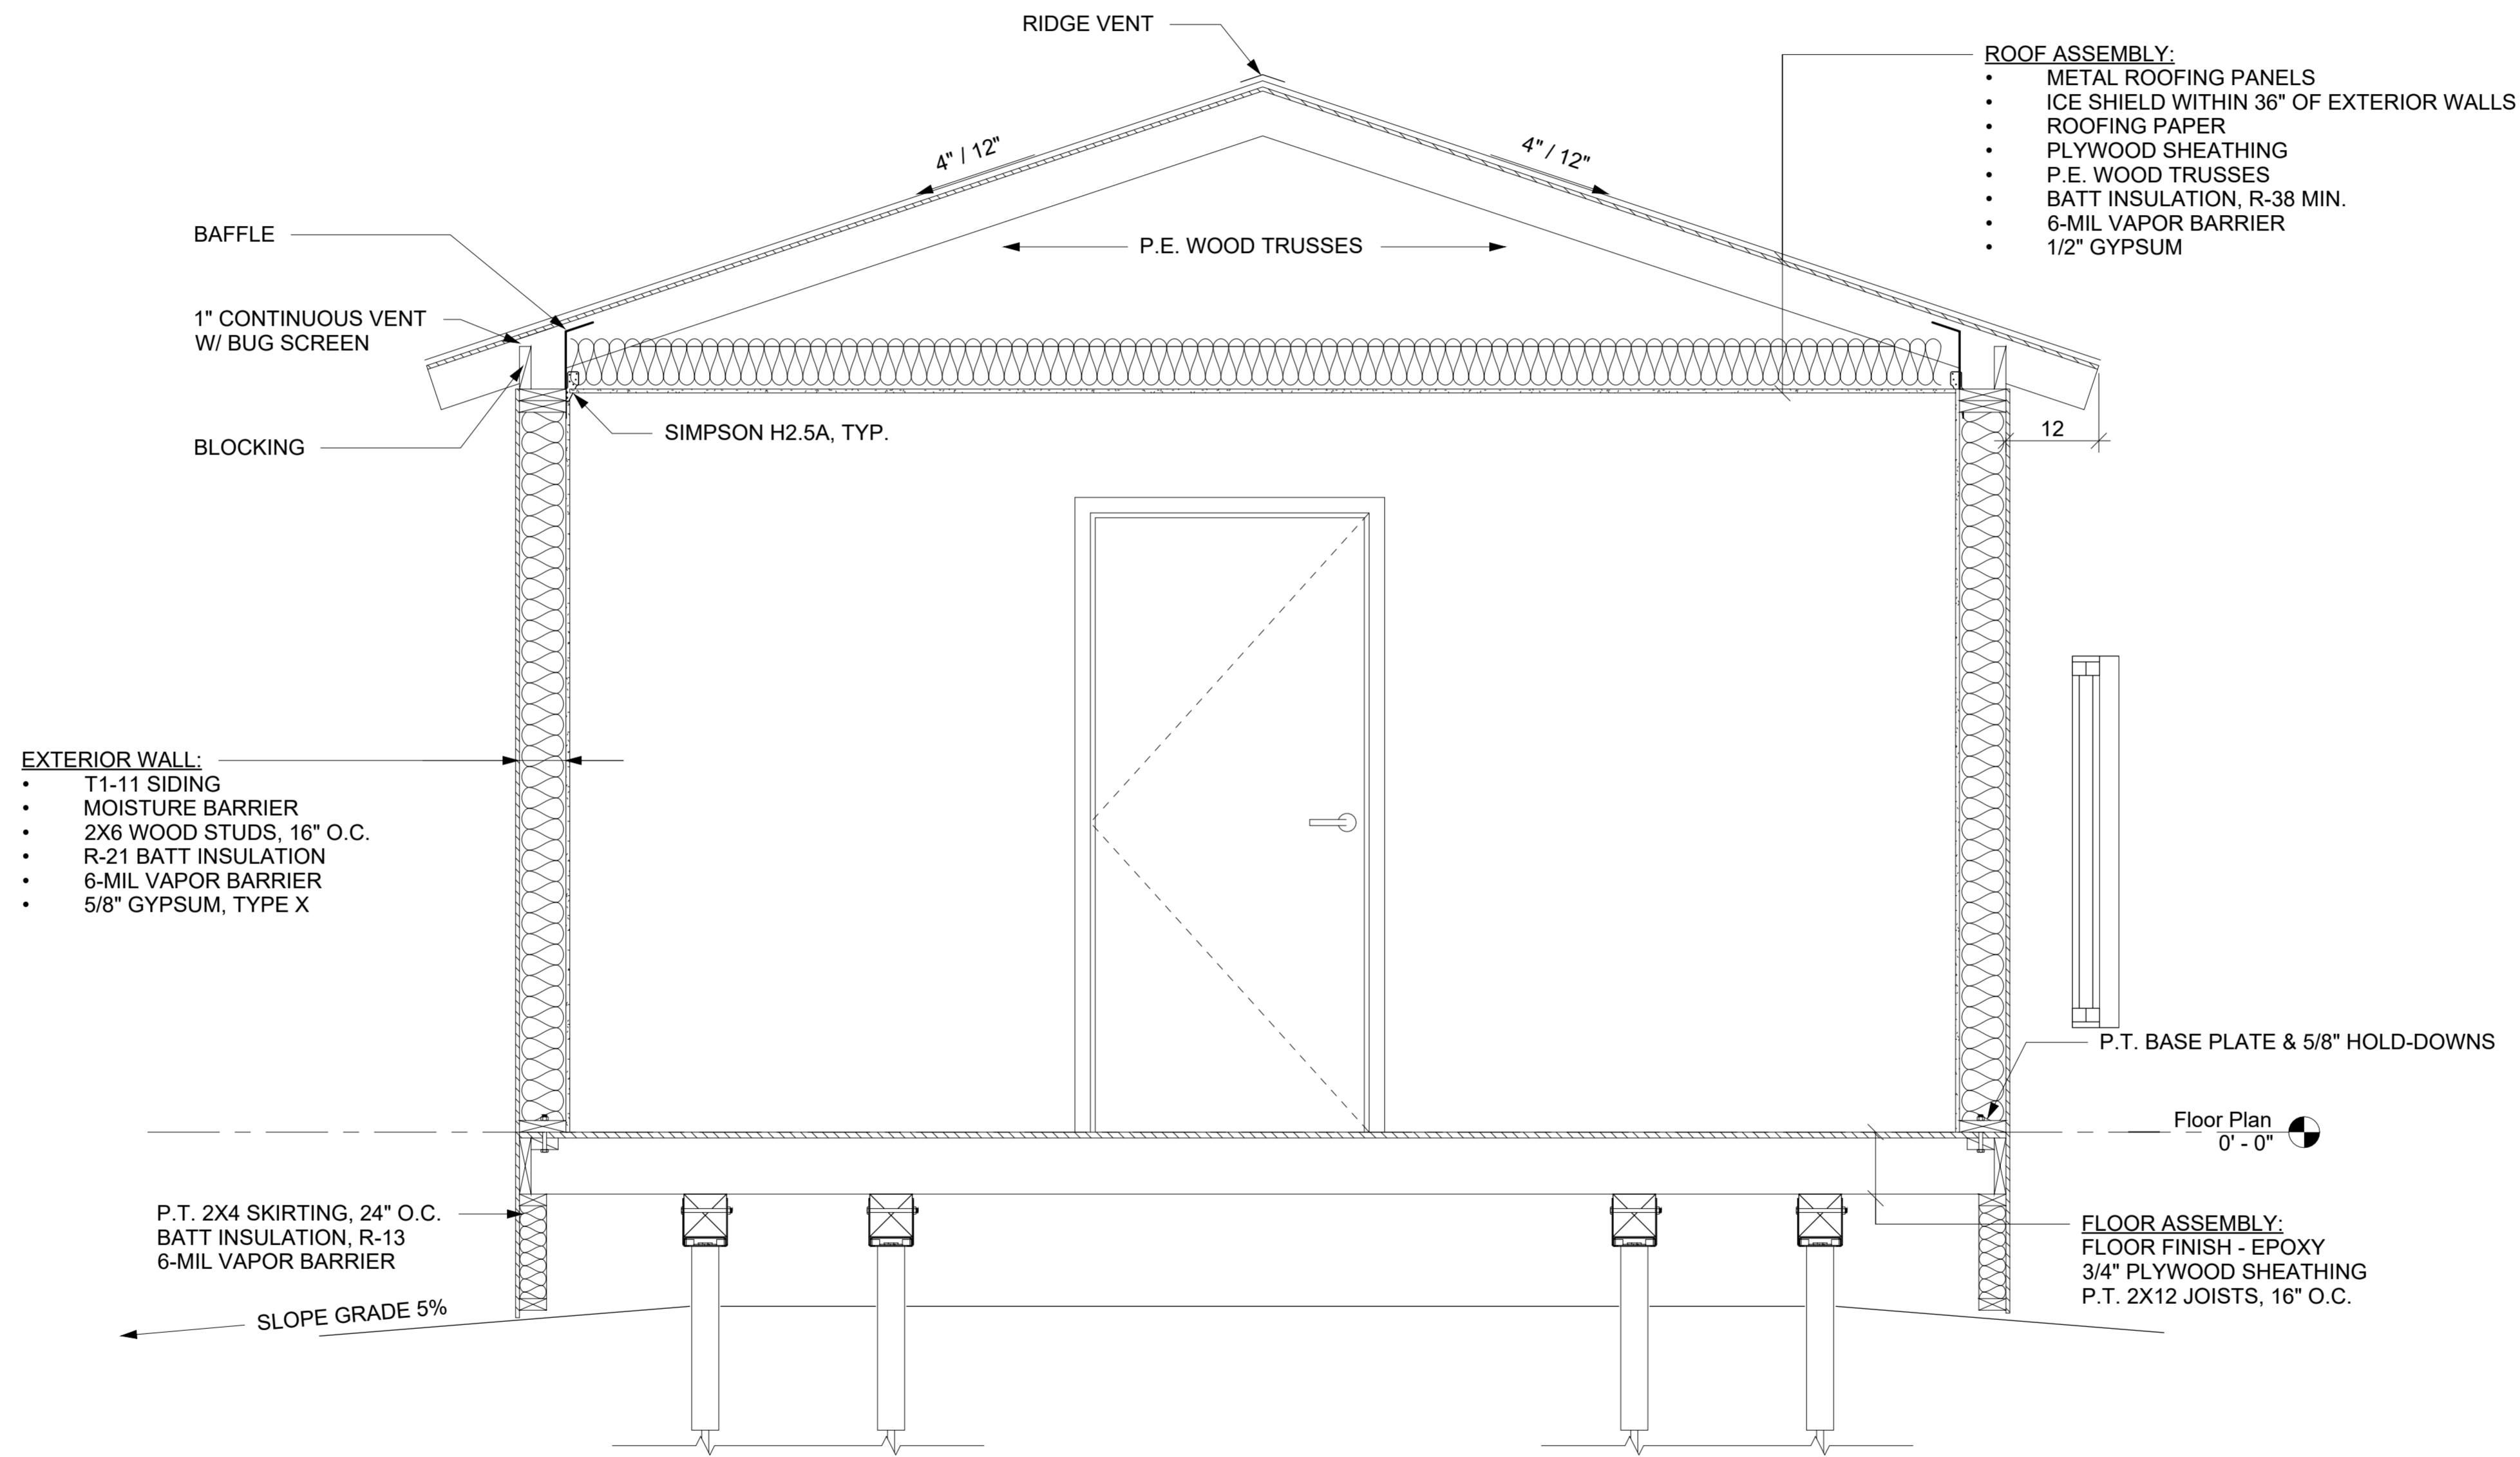 RIDGE VENT
ROOF ASSEMBLY:
• METAL ROOFING PANELS
• ICE SHIELD WITHIN 36" OF EXTERIOR WALLS
• ROOFING PAPER
• PLYWOOD SHEATHING
• P.E. WOOD TRUSSES
• BATT INSULATION, R-38 MIN.
• 6-MIL VAPOR BARRIER
• 1/2" GYPSUM
4" / 12"
4" / 12"
BAFFLE
P.E. WOOD TRUSSES
1" CONTINUOUS VENT
W/ BUG SCREEN
BLOCKING
SIMPSON H2.5A, TYP.
12
EXTERIOR WALL:
• T1-11 SIDING
• MOISTURE BARRIER
• 2X6 WOOD STUDS, 16" O.C.
• R-21 BATT INSULATION
• 6-MIL VAPOR BARRIER
• 5/8" GYPSUM, TYPE X
P.T. BASE PLATE & 5/8" HOLD-DOWNS
Floor Plan
0' - 0"
P.T. 2X4 SKIRTING, 24" O.C.
BATT INSULATION, R-13
6-MIL VAPOR BARRIER
FLOOR ASSEMBLY:
FLOOR FINISH - EPOXY
3/4" PLYWOOD SHEATHING
P.T. 2X12 JOISTS, 16" O.C.
SLOPE GRADE 5%